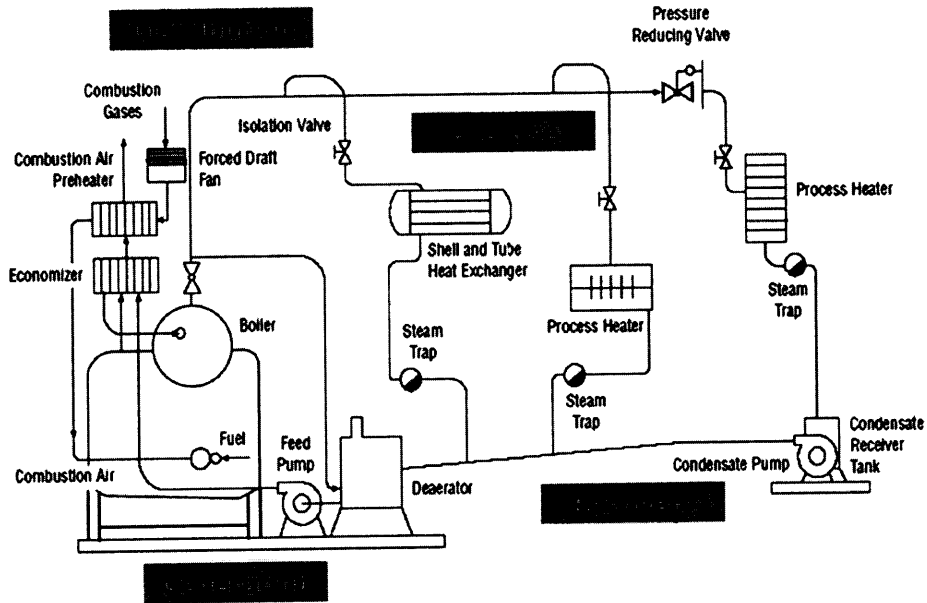 Pressure
Reducing Valve
Combustion
Gases
Isolation Valve
Combustion Air
Preheater
Forced Draft
Fan
Process Heater
Shell and Tube
Heat Exchanger
Economizer
Steam
Trap
Boiler
Process Heater
Steam
Trap
Steam
Trap
Fuel
Feed
Pump
Condensate
Receiver
Tank
Condensate Pump
Combustion Air
Deaerator